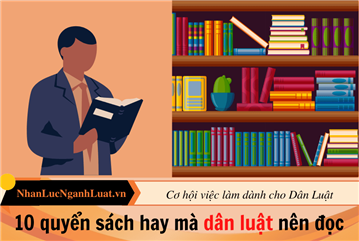 NhanLucNganhLuat.vn
Cơ hội việc làm dành cho Dân Luật
10 quyển sách hay mà dân luật nên đọc